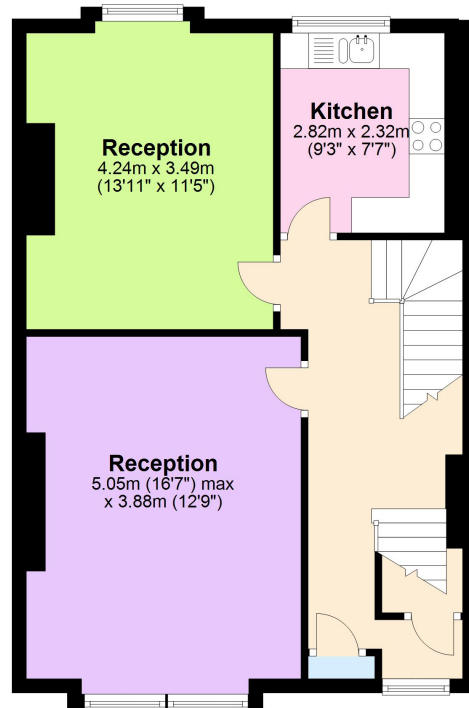 Reception
4.24m x 3.49m
(13'11" x 11'5")
Kitchen
2.82m x 2.32m
(9'3" x 7'7")
Reception
5.05m (16'7") max
x 3.88m (12'9")